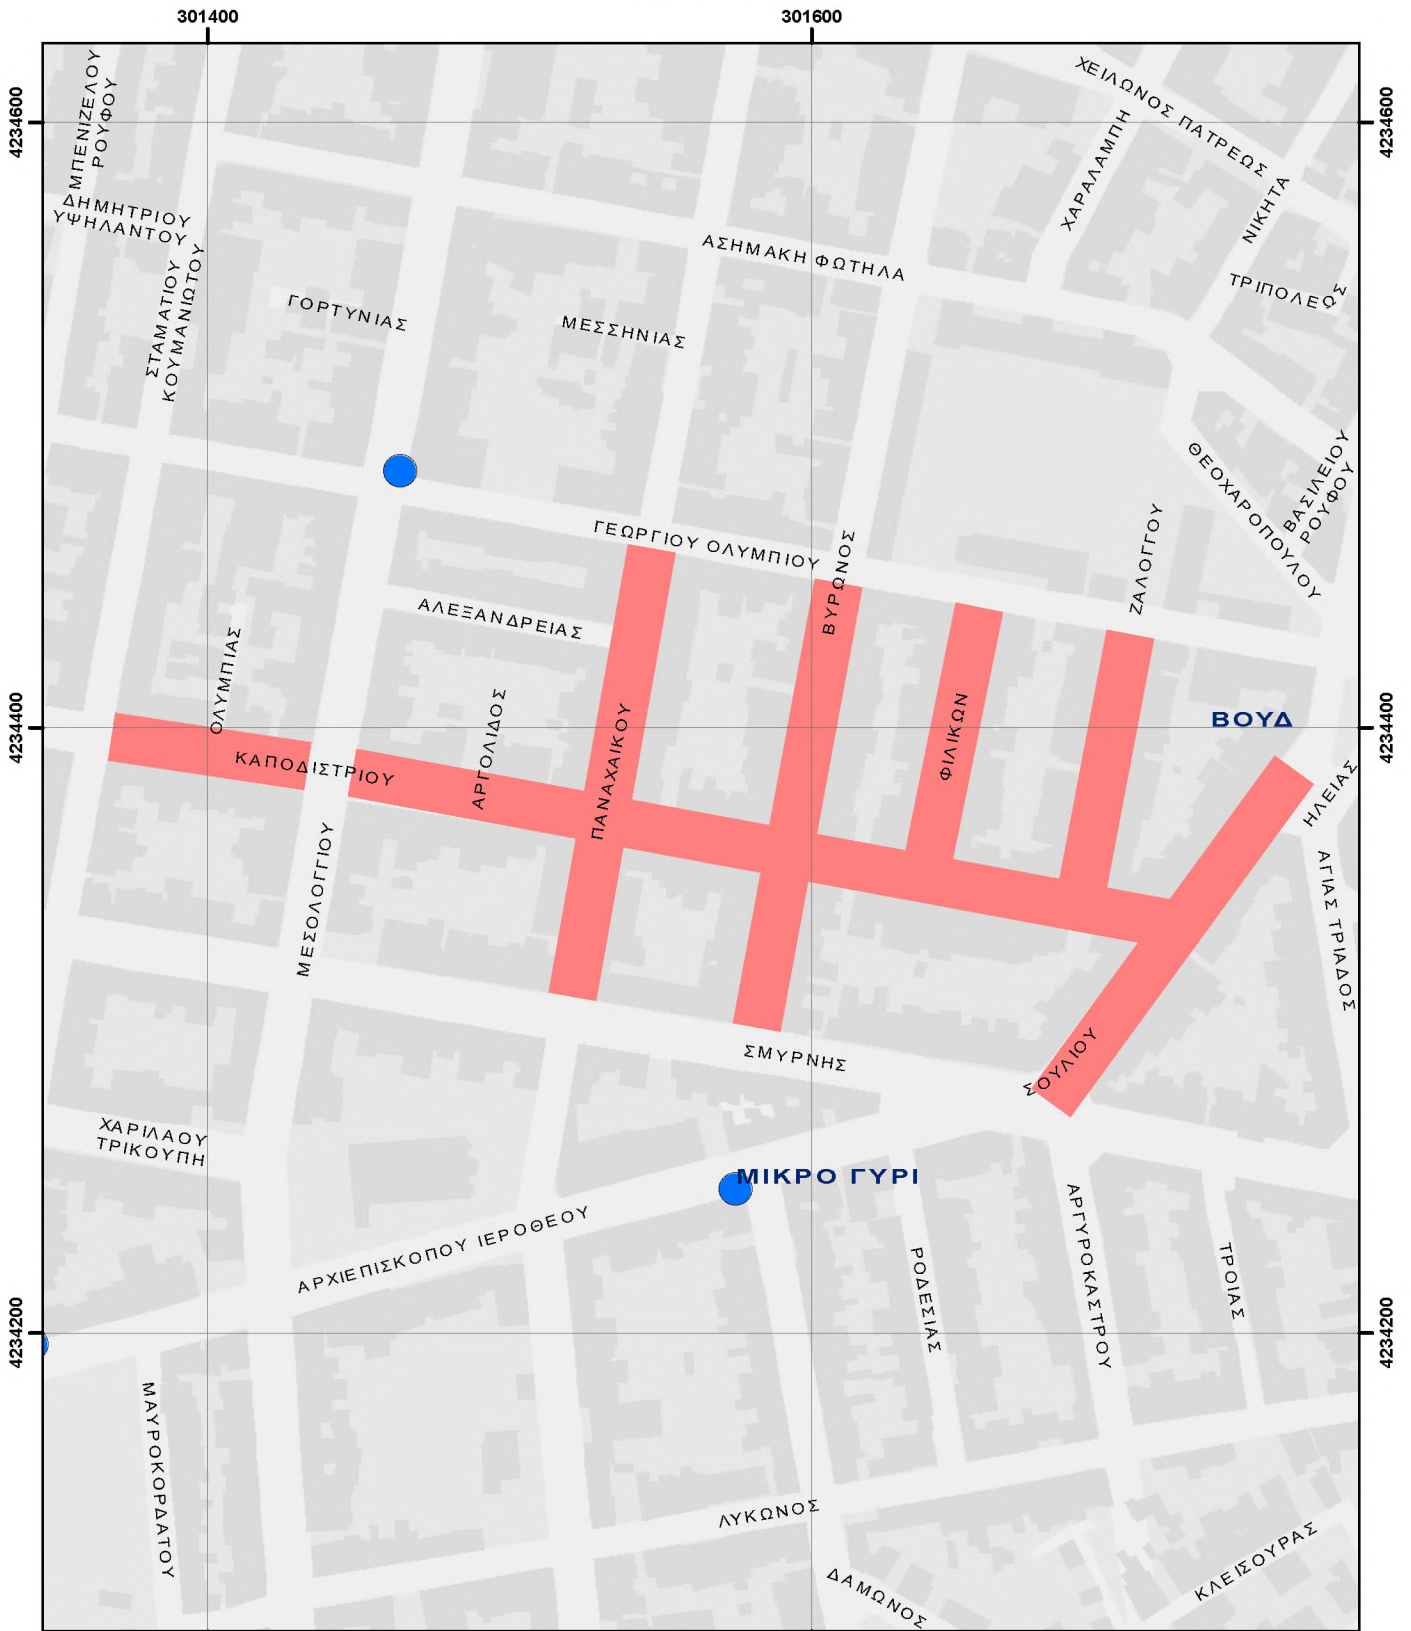 301400
301600
4234600
4234600
ΜΠΕΝΙΖΕΛΟΥ
ΡΟΥΦΟΥ
ΧΕΙΛΩΝΟΣ ΠΑΤΡΕΩΣ
ΧΑΡΑΛΑΜΠΗ
ΝΙΚΗΤΑ
ΔΗΜΗΤΡΙΟΥ
ΥΨΗΛΑΝΤΟΥ
ΑΣΗΜΑΚΗ ΦΩΤΗΛΑ
ΤΡΙΠΟΛΕΩΣ
ΣΤΑΜΑΤΙΟΥ
ΚΟΥΜΑΝΙΩΤΟΥ
ΓΟΡΤΥΝΙΑΣ
ΜΕΣΣΗΝΙΑΣ
ΘΕΟΧΑΡΟΠΟΥΛΟΥ
ΒΑΣΙΛΕΙΟΥ
ΡΟΥΦΟΥ
ΓΕΩΡΓΙΟΥ ΟΛΥΜΠΙΟΥ
ΒΥΡΩΝΟΣ
ΖΑΛΟΓΓΟΥ
ΑΛΕΞΑΝΔΡΕΙΑΣ
ΟΛΥΜΠΙΑΣ
4234400
4234400
ΑΡΓΟΛΙΔΟΣ
ΠΑΝΑΧΑΙΚΟΥ
ΦΙΛΙΚΩΝ
ΒΟΥΔ
ΚΑΠΟΔΙΣΤΡΙΟΥ
ΗΛΕΙΑΣ
ΜΕΣΟΛΟΓΓΙΟΥ
ΑΓΙΑΣ ΤΡΙΑΔΟΣ
ΣΜΥΡΝΗΣ
ΣΟΥΛΙΟΥ
ΧΑΡΙΛΑΟΥ
ΤΡΙΚΟΥΠΗ
ΜΙΚΡΟ ΓΥΡΙ
ΑΡΧΙΕΠΙΣΚΟΠΟΥ ΙΕΡΟΘΕΟΥ
ΑΡΓΥΡΟΚΑΣΤΡΟΥ
ΡΟΔΕΣΙΑΣ
ΤΡΟΙΑΣ
4234200
4234200
ΜΑΥΡΟΚΟΡΔΑΤΟΥ
ΛΥΚΩΝΟΣ
ΔΑΜΩΝΟΣ
ΚΛΕΙΣΟΥΡΑΣ